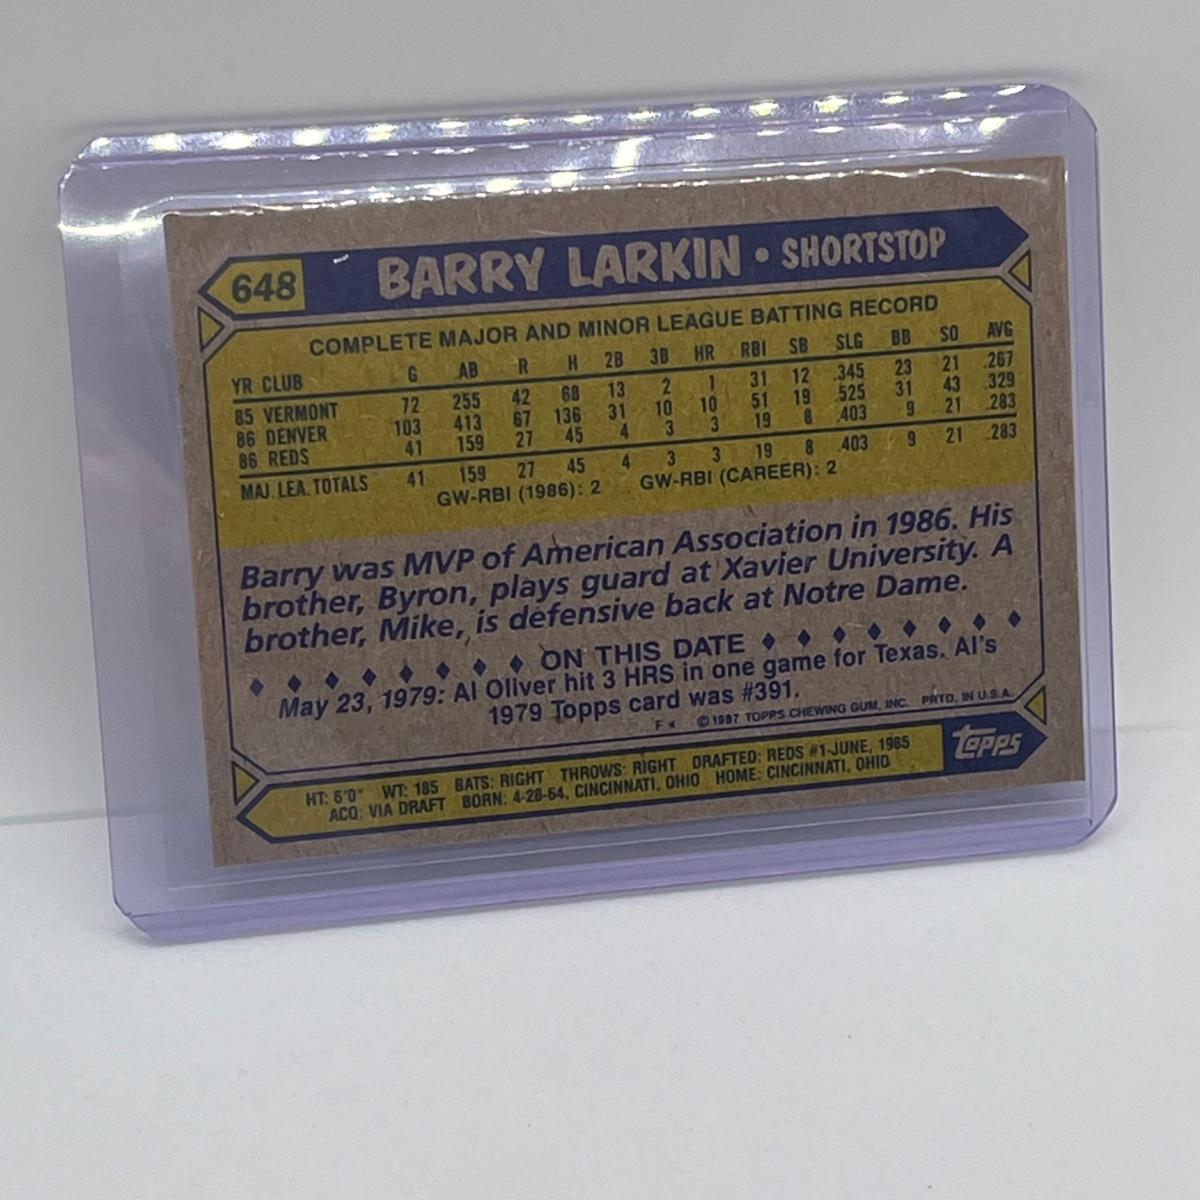 648 BARRY LARKIN • SHORTSTOP
COMPLETE MAJOR AND MINOR LEAGUE BATTING RECORD
YR CLUB G AB R H 2B 3B HR RBI SB SLG BB SO AVG
85 VERMONT 72 255 42 68 13 2 1 31 12 .345 23 21 .267
86 DENVER 103 413 67 136 31 10 10 51 19 .525 31 43 .329
86 REDS 41 159 27 45 4 3 3 19 8 .403 9 21 .283
MAJ. LEA. TOTALS 41 159 27 45 4 3 3 19 8 .403 9 21 .283
GW-RBI (1986): 2 GW-RBI (CAREER): 2
Barry was MVP of American Association in 1986. His
brother, Byron, plays guard at Xavier University. A
brother, Mike, is defensive back at Notre Dame.
♦ ♦ ♦ ♦ ♦ ♦ ♦ ♦ ON THIS DATE ♦ ♦ ♦ ♦ ♦ ♦ ♦ ♦
May 23, 1979: Al Oliver hit 3 HRS in one game for Texas. Al's
1979 Topps card was #391.
F * © 1987 TOPPS CHEWING GUM, INC. PRTD. IN U.S.A.
HT: 6'0" WT: 185 BATS: RIGHT THROWS: RIGHT DRAFTED: REDS #1-JUNE, 1985
ACQ: VIA DRAFT BORN: 4-28-64, CINCINNATI, OHIO HOME: CINCINNATI, OHIO
topps